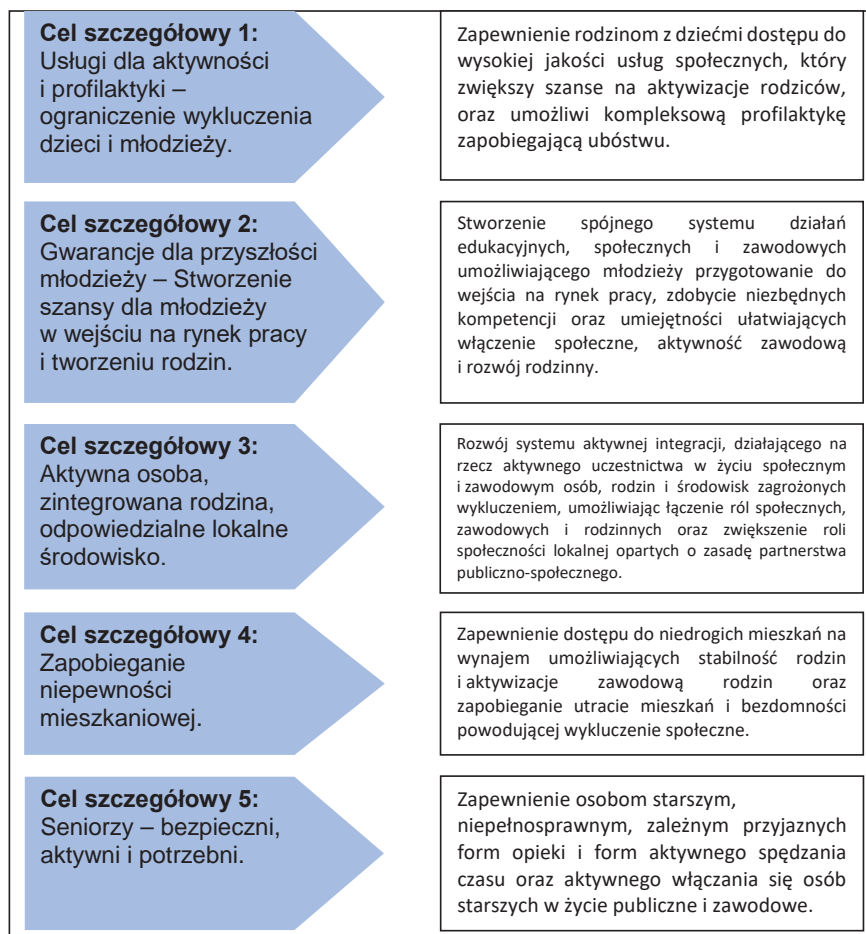 Cel szczegółowy 1:
Usługi dla aktywności
i profilaktyki –
ograniczenie wykluczenia
dzieci i młodzieży.
Zapewnienie rodzinom z dziećmi dostępu do
wysokiej jakości usług społecznych, który
zwiększy szanse na aktywizacje rodziców,
oraz umożliwi kompleksową profilaktykę
zapobiegającą ubóstwu.
Cel szczegółowy 2:
Gwarancje dla przyszłości
młodzieży – Stworzenie
szansy dla młodzieży
w wejściu na rynek pracy
i tworzeniu rodzin.
Stworzenie spójnego systemu działań
edukacyjnych, społecznych i zawodowych
umożliwiającego młodzieży przygotowanie do
wejścia na rynek pracy, zdobycie niezbędnych
kompetencji oraz umiejętności ułatwiających
włączenie społeczne, aktywność zawodową
i rozwój rodzinny.
Cel szczegółowy 3:
Aktywna osoba,
zintegrowana rodzina,
odpowiedzialne lokalne
środowisko.
Rozwój systemu aktywnej integracji, działającego na
rzecz aktywnego uczestnictwa w życiu społecznym
i zawodowym osób, rodzin i środowisk zagrożonych
wykluczeniem, umożliwiając łączenie ról społecznych,
zawodowych i rodzinnych oraz zwiększenie roli
społeczności lokalnej opartych o zasadę partnerstwa
publiczno-społecznego.
Cel szczegółowy 4:
Zapobieganie
niepewności
mieszkaniowej.
Zapewnienie dostępu do niedrogich mieszkań na
wynajem umożliwiających stabilność rodzin
i aktywizacje zawodową rodzin oraz
zapobieganie utracie mieszkań i bezdomności
powodującej wykluczenie społeczne.
Cel szczegółowy 5:
Seniorzy – bezpieczni,
aktywni i potrzebni.
Zapewnienie osobom starszym,
niepełnosprawnym, zależnym przyjaznych
form opieki i form aktywnego spędzania
czasu oraz aktywnego włączania się osób
starszych w życie publiczne i zawodowe.